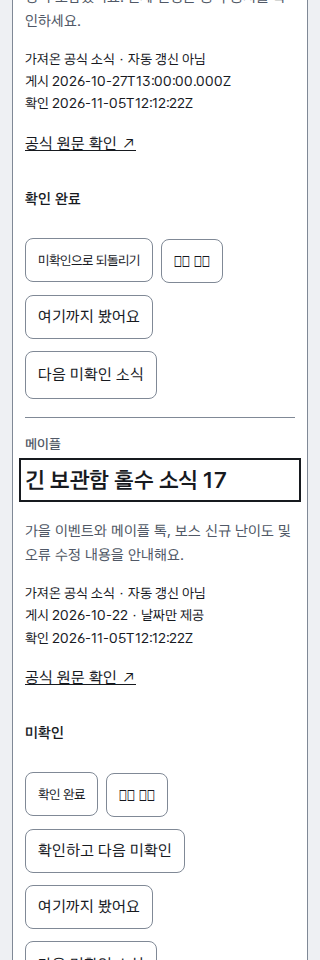 인하세요.
가져온 공식 소식 · 자동 갱신 아님
게시 2026-10-27T13:00:00.000Z
확인 2026-11-05T12:12:22Z
공식 원문 확인 ↗
확인 완료
미확인으로 되돌리기
여기까지 봤어요
다음 미확인 소식
메이플
긴 보관함 홀수 소식 17
가을 이벤트와 메이플 톡, 보스 신규 난이도 및
오류 수정 내용을 안내해요.
가져온 공식 소식 · 자동 갱신 아님
게시 2026-10-22 · 날짜만 제공
확인 2026-11-05T12:12:22Z
공식 원문 확인 ↗
미확인
확인 완료
확인하고 다음 미확인
여기까지 봤어요